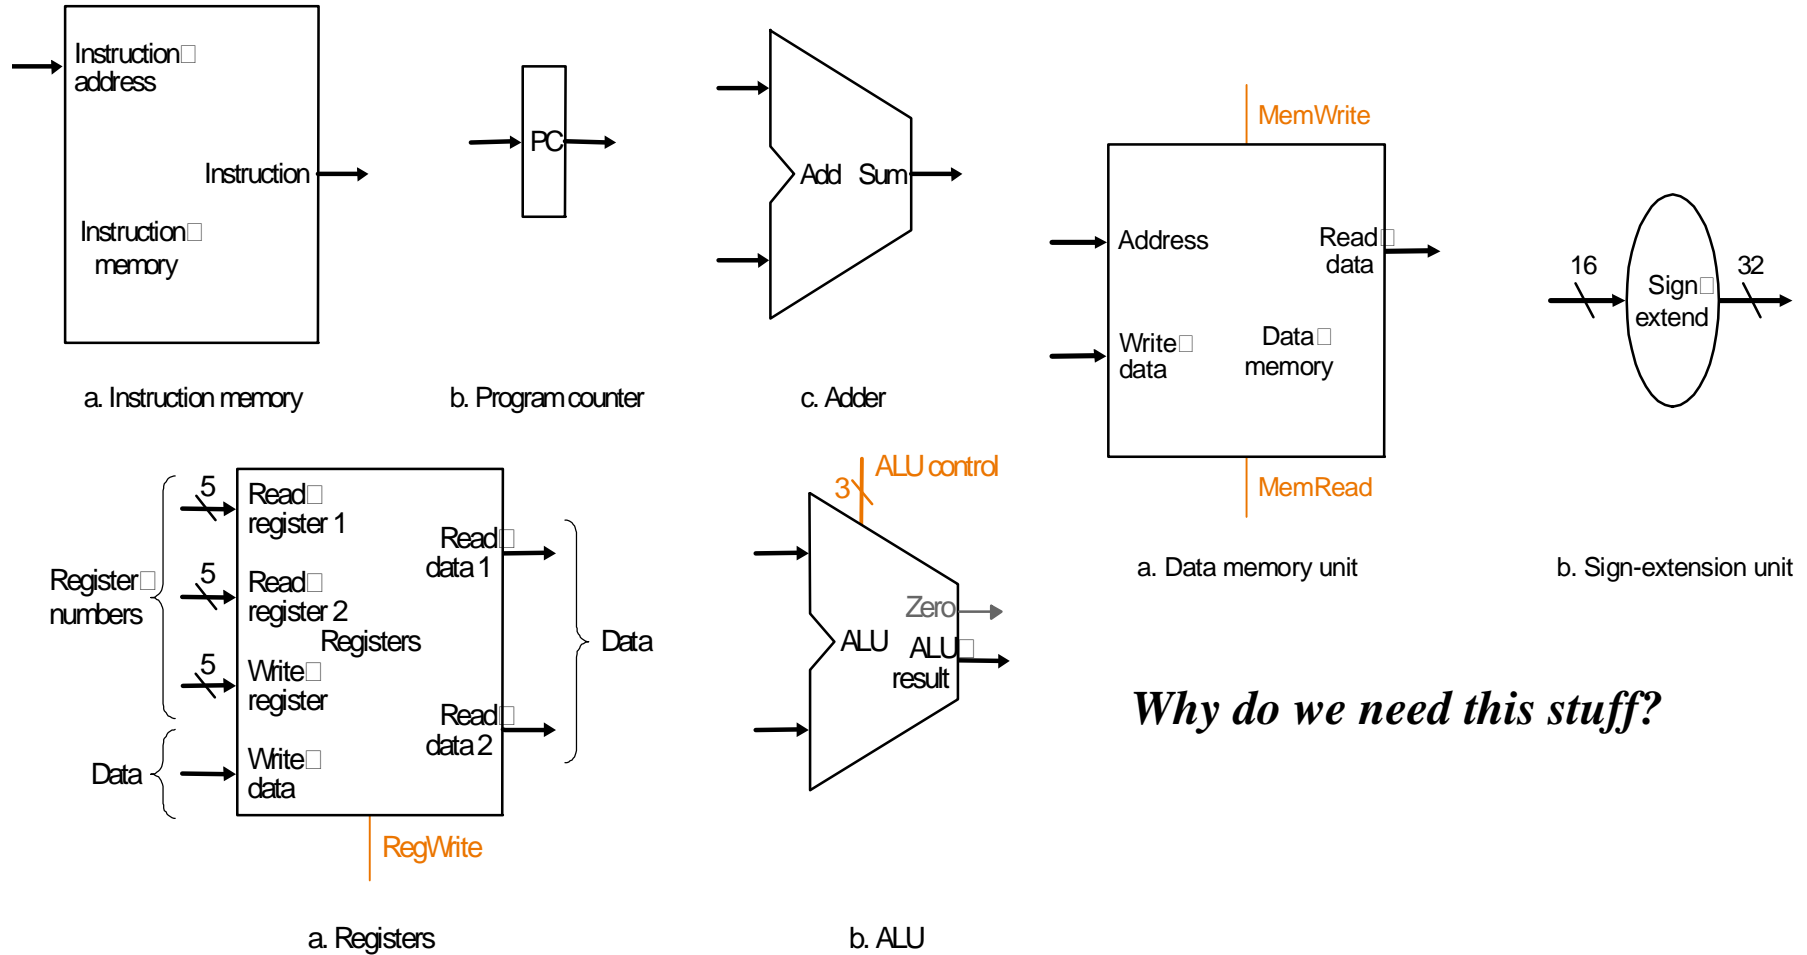 Instruction
address
Instruction
Instruction
memory
a. Instruction memory
PC
b. Program counter
Add Sum
c. Adder
MemWrite
Address
Read
data
Write
data
Data
memory
MemRead
a. Data memory unit
16
Sign
extend
32
b. Sign-extension unit
Register
numbers
5
Read
register 1
5
Read
register 2
Registers
5
Write
register
Data
Write
data
Read
data 1
Read
data 2
Data
RegWrite
a. Registers
ALU control
3
Zero
ALU
ALU
result
b. ALU
Why do we need this stuff?